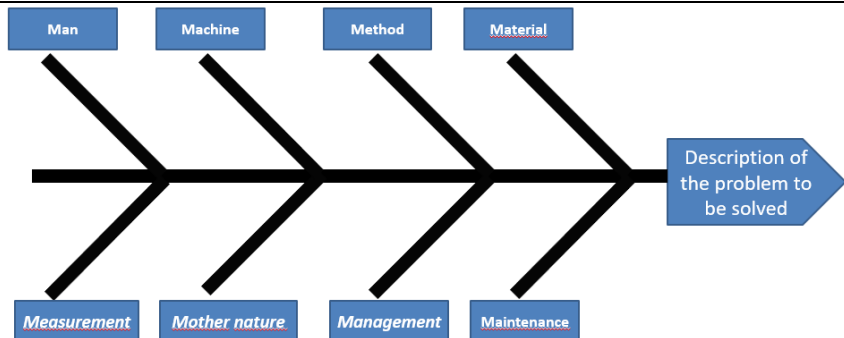 Man
Machine
Method
Material
Description of
the problem to
be solved
Measurement
Mother nature
Management
Maintenance